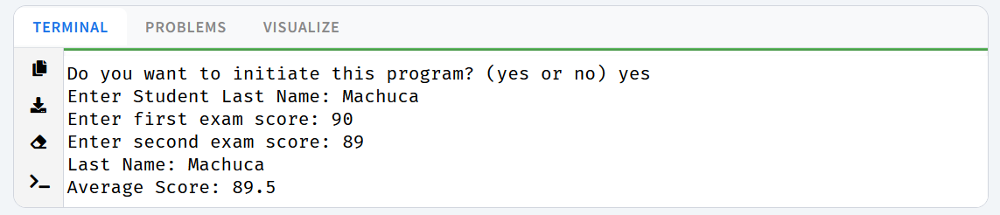 TERMINAL PROBLEMS VISUALIZE
Do you want to initiate this program? (yes or no) yes
Enter Student Last Name: Machuca
Enter first exam score: 90
Enter second exam score: 89
Last Name: Machuca
Average Score: 89.5